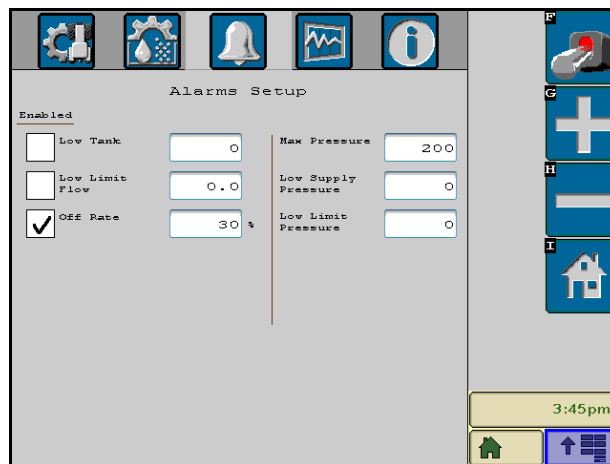 F
Alarms Setup
G
Enabled
Low Tank
0
Max Pressure
200
Low Limit
Flow
0.0
Low Supply
Pressure
0
H
Off Rate
30 %
Low Limit
Pressure
0
I
3:45pm